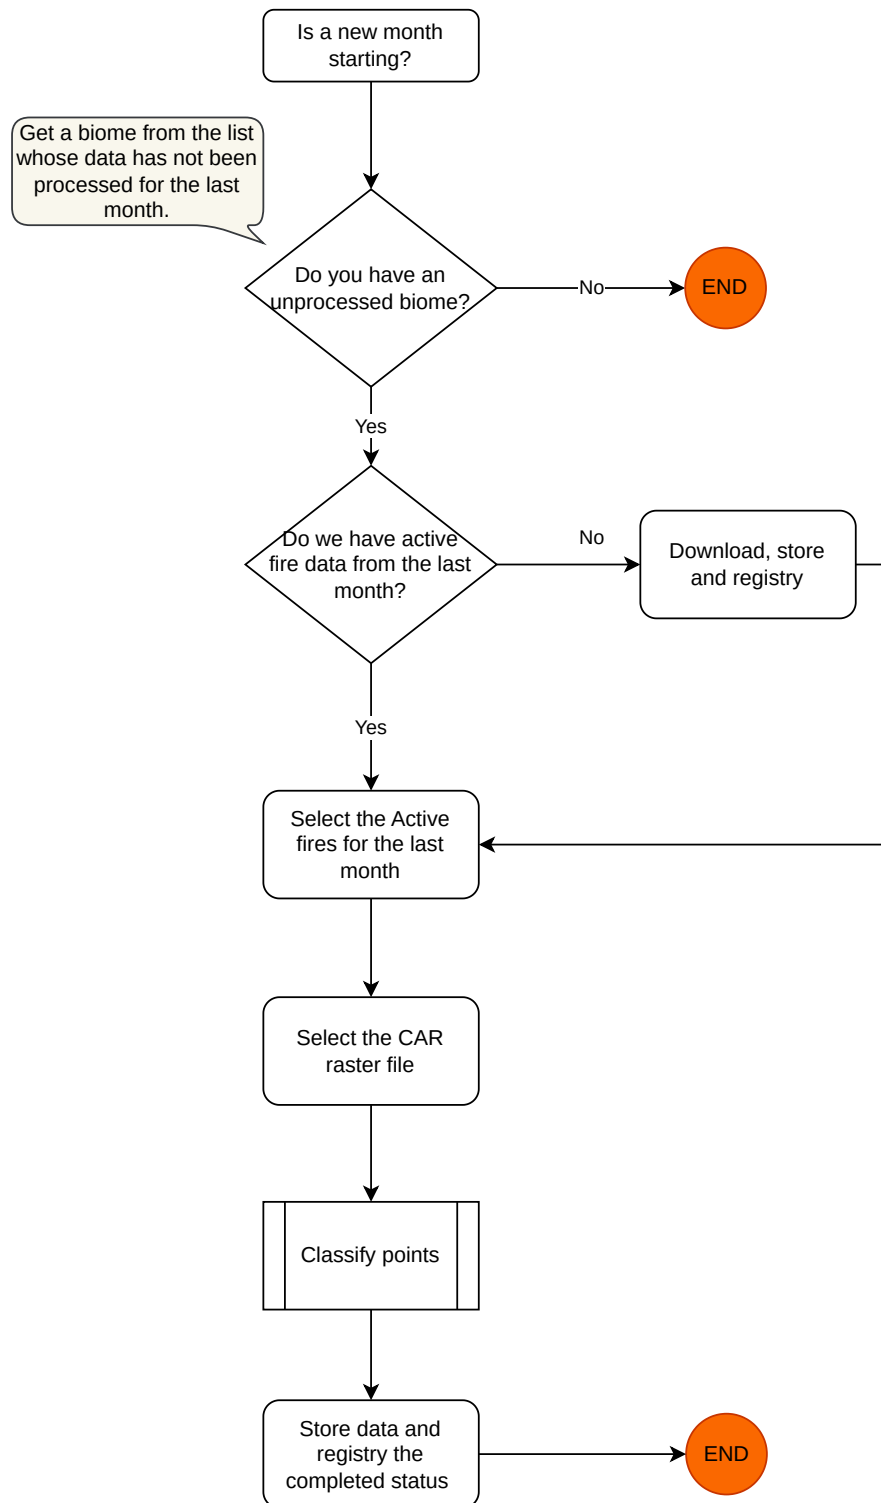 Is a new month
starting?
Get a biome from the list
whose data has not been
processed for the last
month.
Do you have an
unprocessed biome?
No
END
Yes
Do we have active
fire data from the last
month?
No
Download, store
and registry
Yes
Select the Active
fires for the last
month
Select the CAR
raster file
Classify points
Store data and
registry the
completed status
END